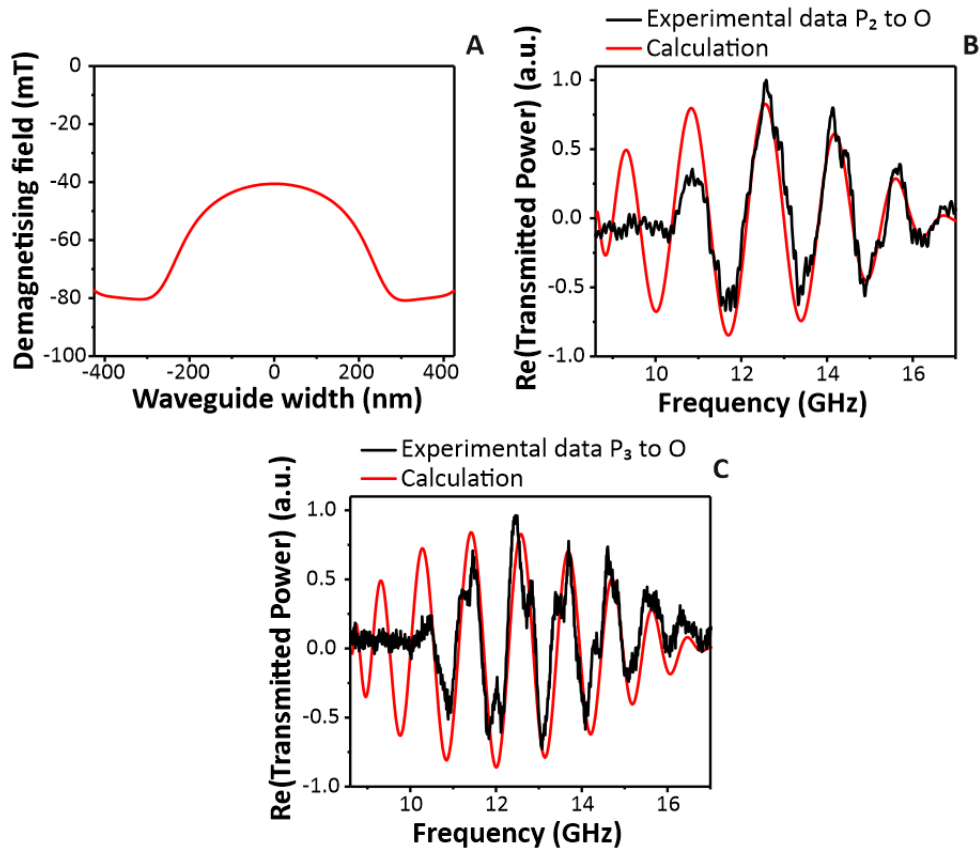 A
Demagnetising field (mT)
0
-20
-40
-60
-80
-100
-400
-200
0
200
400
Waveguide width (nm)
Experimental data P₂ to O
Calculation
B
Re(Transmitted Power) (a.u.)
1.0
0.5
0.0
-0.5
-1.0
10
12
14
16
Frequency (GHz)
Experimental data P₃ to O
Calculation
C
Re(Transmitted Power) (a.u.)
1.0
0.5
0.0
-0.5
-1.0
10
12
14
16
Frequency (GHz)